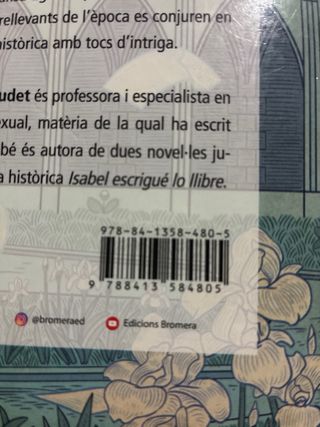 rellevants de l'època es conjuren en
històrica amb tocs d'intriga.
udet és professora i especialista en
exual, matèria de la qual ha escrit
bé és autora de dues novel·les ju-
a històrica Isabel escrigué lo llibre.
978-84-1358-480-5
9 788413 584805
@bromeraed
Edicions Bromera